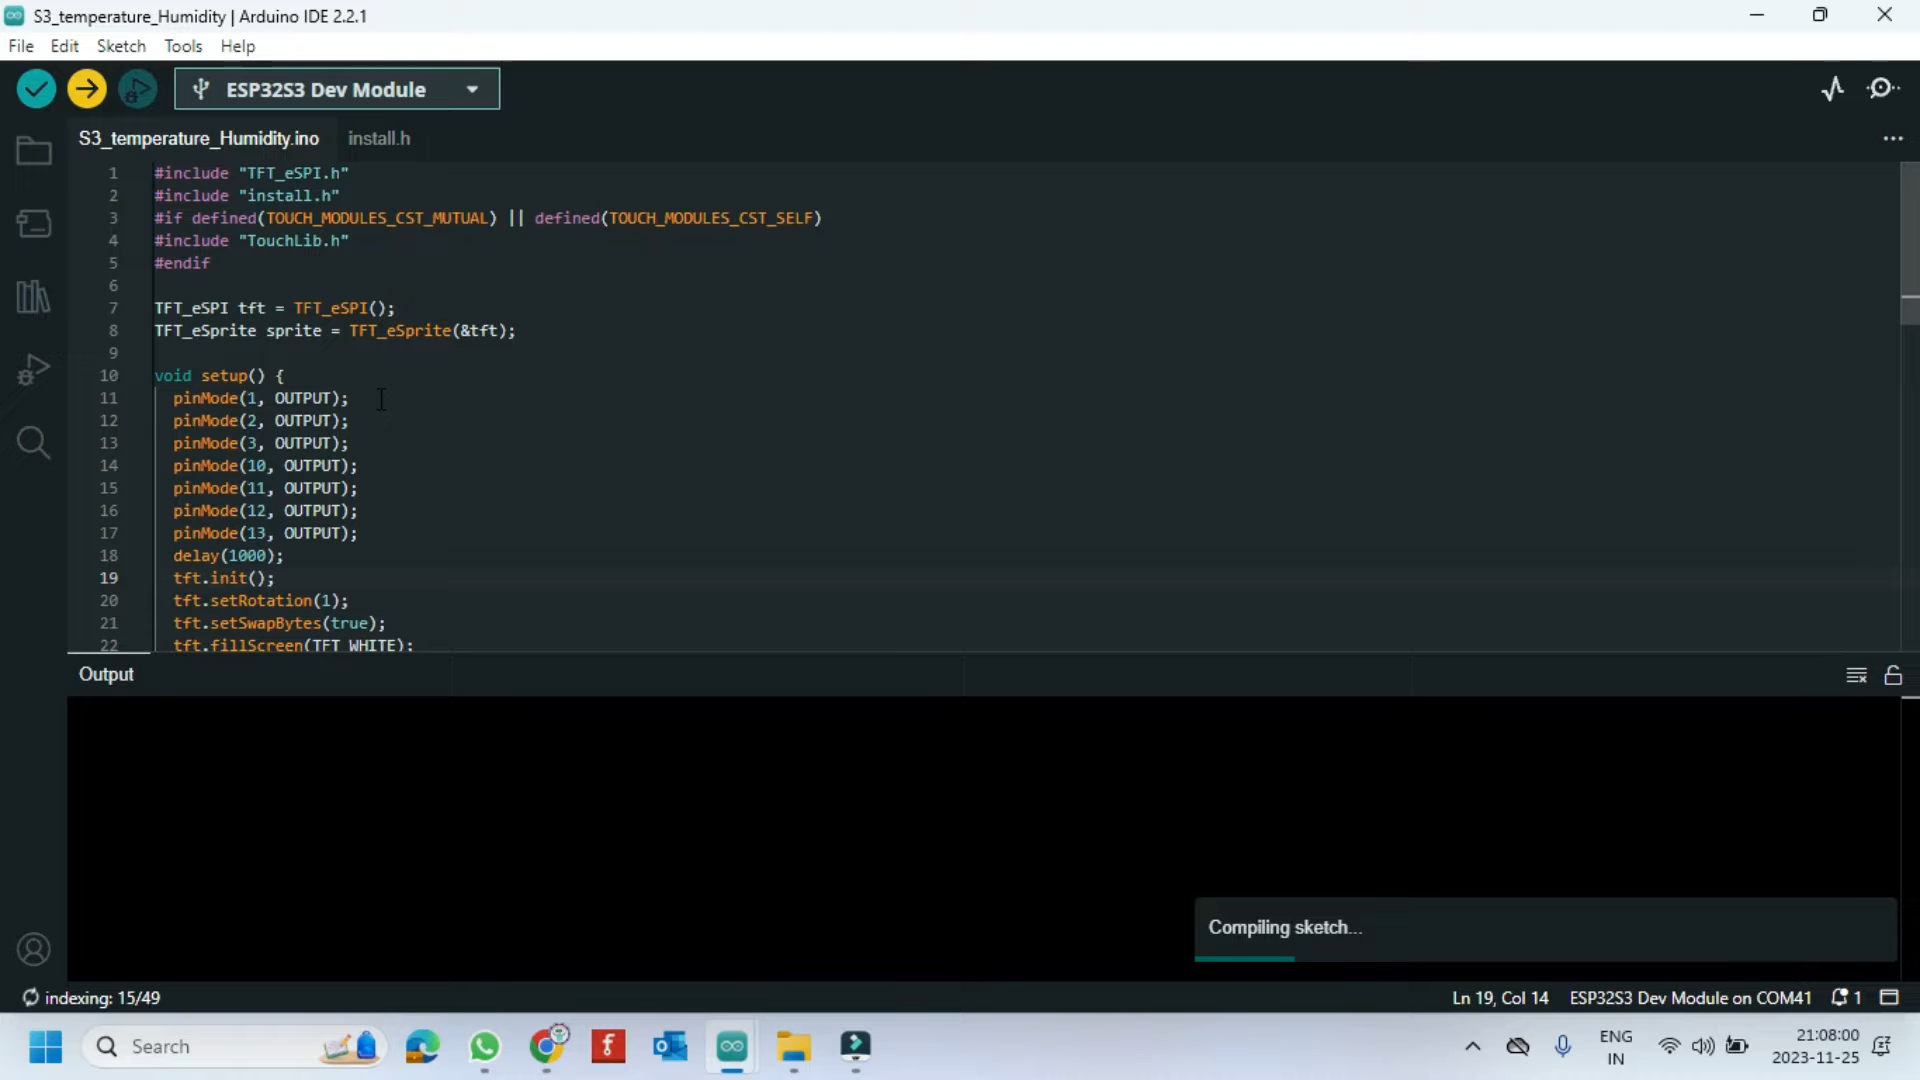 S3_temperature_Humidity | Arduino IDE 2.2.1
File Edit Sketch Tools Help
ESP32S3 Dev Module
S3_temperature_Humidity.ino install.h
1 #include "TFT_eSPI.h"
2 #include "install.h"
3 #if defined(TOUCH_MODULES_CST_MUTUAL) || defined(TOUCH_MODULES_CST_SELF)
4 #include "TouchLib.h"
5 #endif
6
7 TFT_eSPI tft = TFT_eSPI();
8 TFT_eSprite sprite = TFT_eSprite(&tft);
9
10 void setup() {
11 pinMode(1, OUTPUT);
12 pinMode(2, OUTPUT);
13 pinMode(3, OUTPUT);
14 pinMode(10, OUTPUT);
15 pinMode(11, OUTPUT);
16 pinMode(12, OUTPUT);
17 pinMode(13, OUTPUT);
18 delay(1000);
19 tft.init();
20 tft.setRotation(1);
21 tft.setSwapBytes(true);
22 tft.fillScreen(TFT_WHITE);
Output
Compiling sketch...
indexing: 15/49 Ln 19, Col 14 ESP32S3 Dev Module on COM41 1
Search ENG 21:08:00
IN 2023-11-25